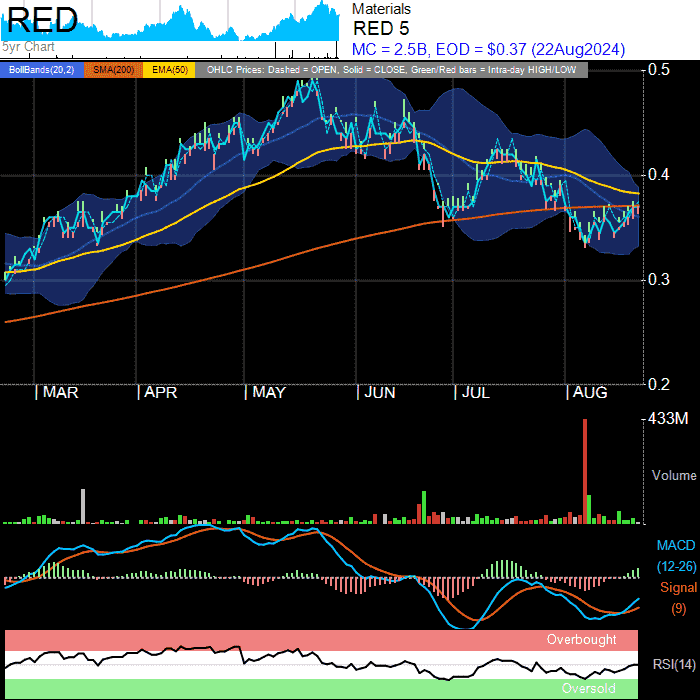 RED
Materials
RED 5
MC = 2.5B, EOD = $0.37 (22Aug2024)
5yr Chart
BollBands(20,2) SMA(200) EMA(50) OHLC Prices: Dashed = OPEN, Solid = CLOSE, Green/Red bars = Intra-day HIGH/LOW
0.5
0.4
0.3
0.2
| MAR | APR | MAY | JUN | JUL | AUG
433M
Volume
MACD
(12-26)
Signal
(9)
Overbought
RSI(14)
Oversold